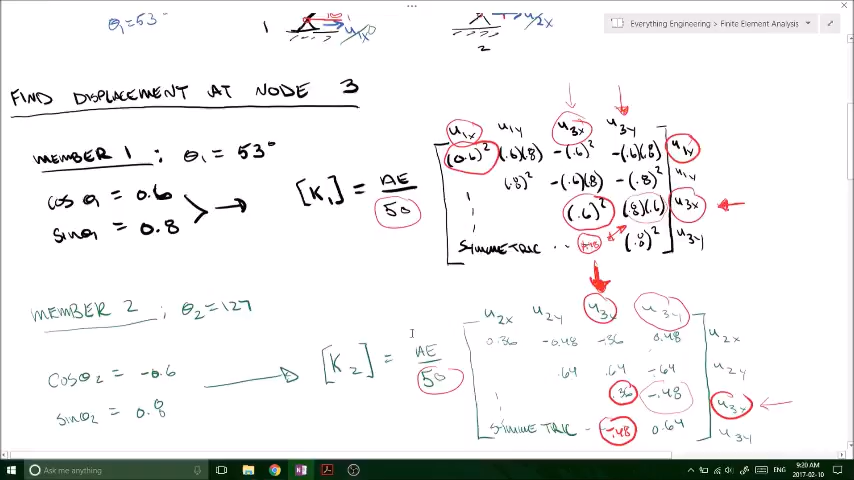 θ₁ = 53°
1
u₁ₓ
0
u₂ₓ
2
Everything Engineering > Finite Element Analysis
FIND DISPLACEMENT AT NODE 3
MEMBER 1 ; θ₁ = 53°
cos θ₁ = 0.6
sin θ₁ = 0.8
[K₁] = AE/50
u₁ₓ u₁y u₃ₓ u₃y
(0.6)² (.6)(.8) -(.6)² -(.6)(.8) u₁ₓ
(.8)² -(.6)(.8) -(.8)² u₁y
(.6)² (.8)(.6) u₃ₓ
SYMMETRIC (.8)² u₃y
MEMBER 2 ; θ₂ = 127
cos θ₂ = -0.6
sin θ₂ = 0.8
[K₂] = AE/50
u₂ₓ u₂y u₃ₓ u₃y
0.36 -0.48 -.36 0.48 u₂ₓ
.64 .64 -.64 u₂y
.36 -.48 u₃ₓ
SYMMETRIC -.48 0.64 u₃y
Ask me anything
ENG
9:20 AM
2017-02-10